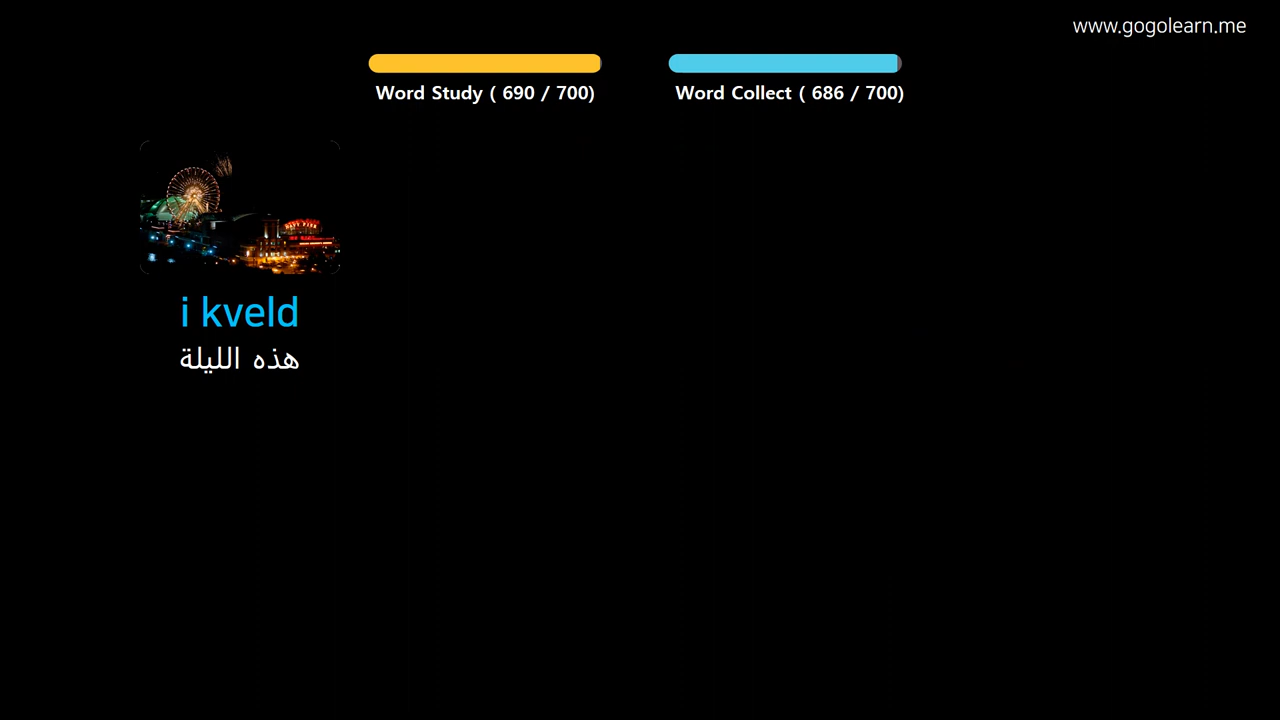 www.gogolearn.me
Word Study ( 690 / 700)
Word Collect ( 686 / 700)
i kveld
هذه الليلة